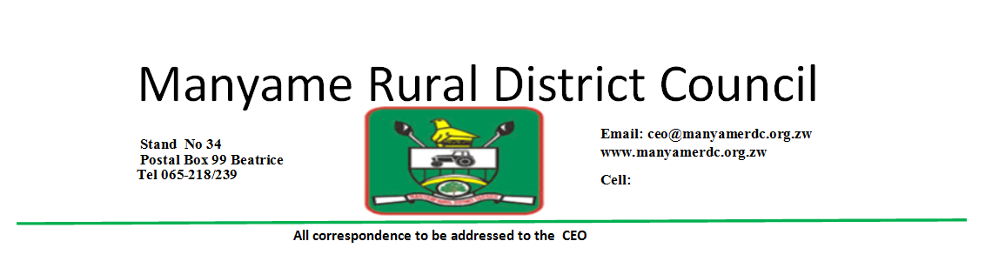 Manyame Rural District Council
Stand No 34
Postal Box 99 Beatrice
Tel 065-218/239
Email: ceo@manyamerdc.org.zw
www.manyamerdc.org.zw
Cell:
All correspondence to be addressed to the CEO